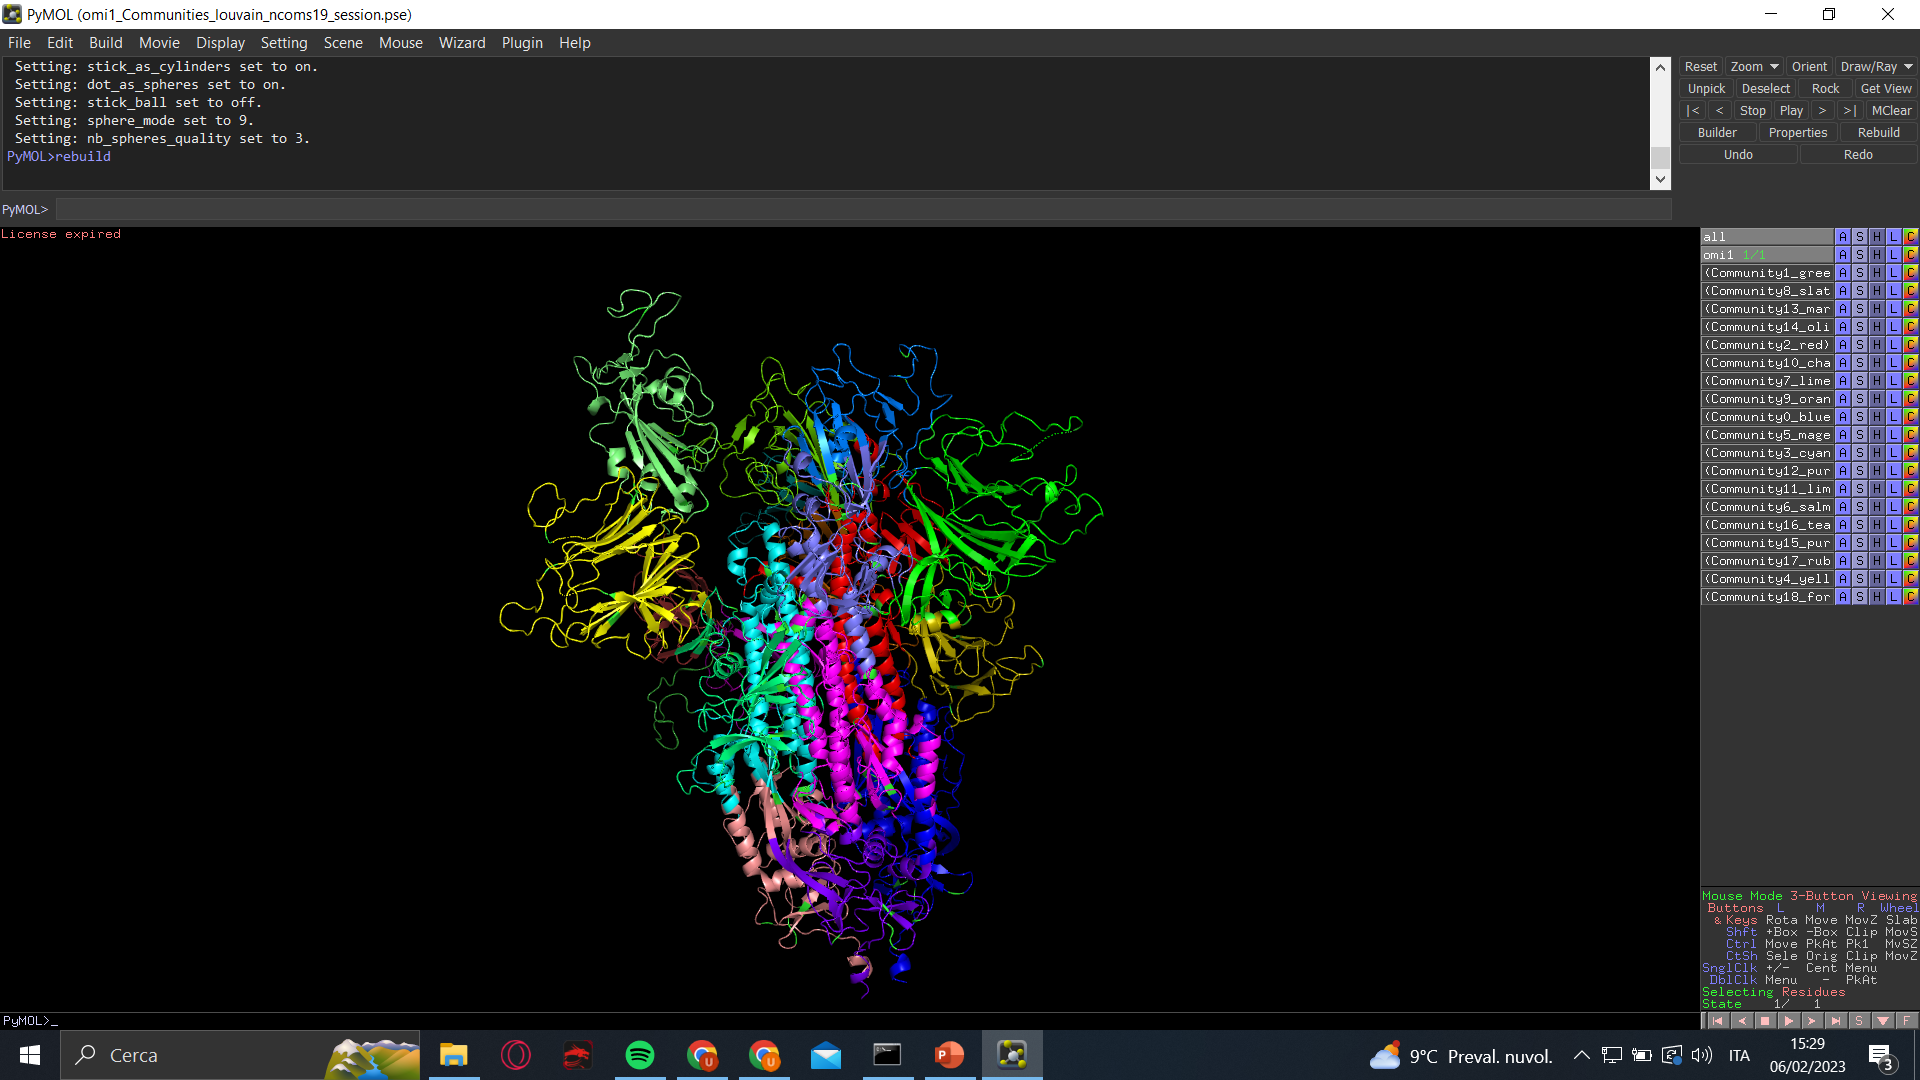 PyMOL (omi1_Communities_louvain_ncoms19_session.pse)
File Edit Build Movie Display Setting Scene Mouse Wizard Plugin Help
Setting: stick_as_cylinders set to on.
Setting: dot_as_spheres set to on.
Setting: stick_ball set to off.
Setting: sphere_mode set to 9.
Setting: nb_spheres_quality set to 3.
PyMOL>rebuild
PyMOL>
Reset Zoom Orient Draw/Ray
Unpick Deselect Rock Get View
|< < Stop Play > >| MClear
Builder Properties Rebuild
Undo Redo
License expired
all A S H L C
omi1 1/1 A S H L C
(Community1_gree A S H L C
(Community8_slat A S H L C
(Community13_mar A S H L C
(Community14_oli A S H L C
(Community2_red) A S H L C
(Community10_cha A S H L C
(Community7_lime A S H L C
(Community9_oran A S H L C
(Community0_blue A S H L C
(Community5_mage A S H L C
(Community3_cyan A S H L C
(Community12_pur A S H L C
(Community11_lim A S H L C
(Community6_salm A S H L C
(Community16_tea A S H L C
(Community15_pur A S H L C
(Community17_rub A S H L C
(Community4_yell A S H L C
(Community18_for A S H L C
Mouse Mode 3-Button Viewing
Buttons L M R Wheel
& Keys Rota Move MovZ Slab
Shft +Box -Box Clip MovS
Ctrl Move PkAt Pk1 MvSZ
CtSh Sele Orig Clip MovZ
SnglClk +/- Cent Menu
DblClk Menu - PkAt
Selecting Residues
State 1/ 1
S F
PyMOL>_
Cerca
9°C Preval. nuvol.
ITA
15:29
06/02/2023
3